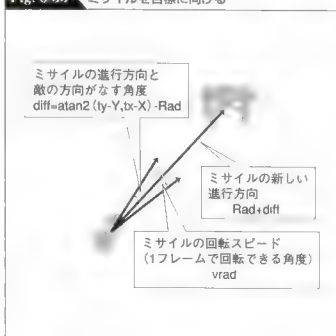 ミサイルを目標に向ける
ミサイルの進行方向と
敵の方向がなす角度
diff=atan2(ty-Y,tx-X)-Rad
ミサイルの新しい
進行方向
Rad+diff
ミサイルの回転スピード
(1フレームで回転できる角度)
vrad